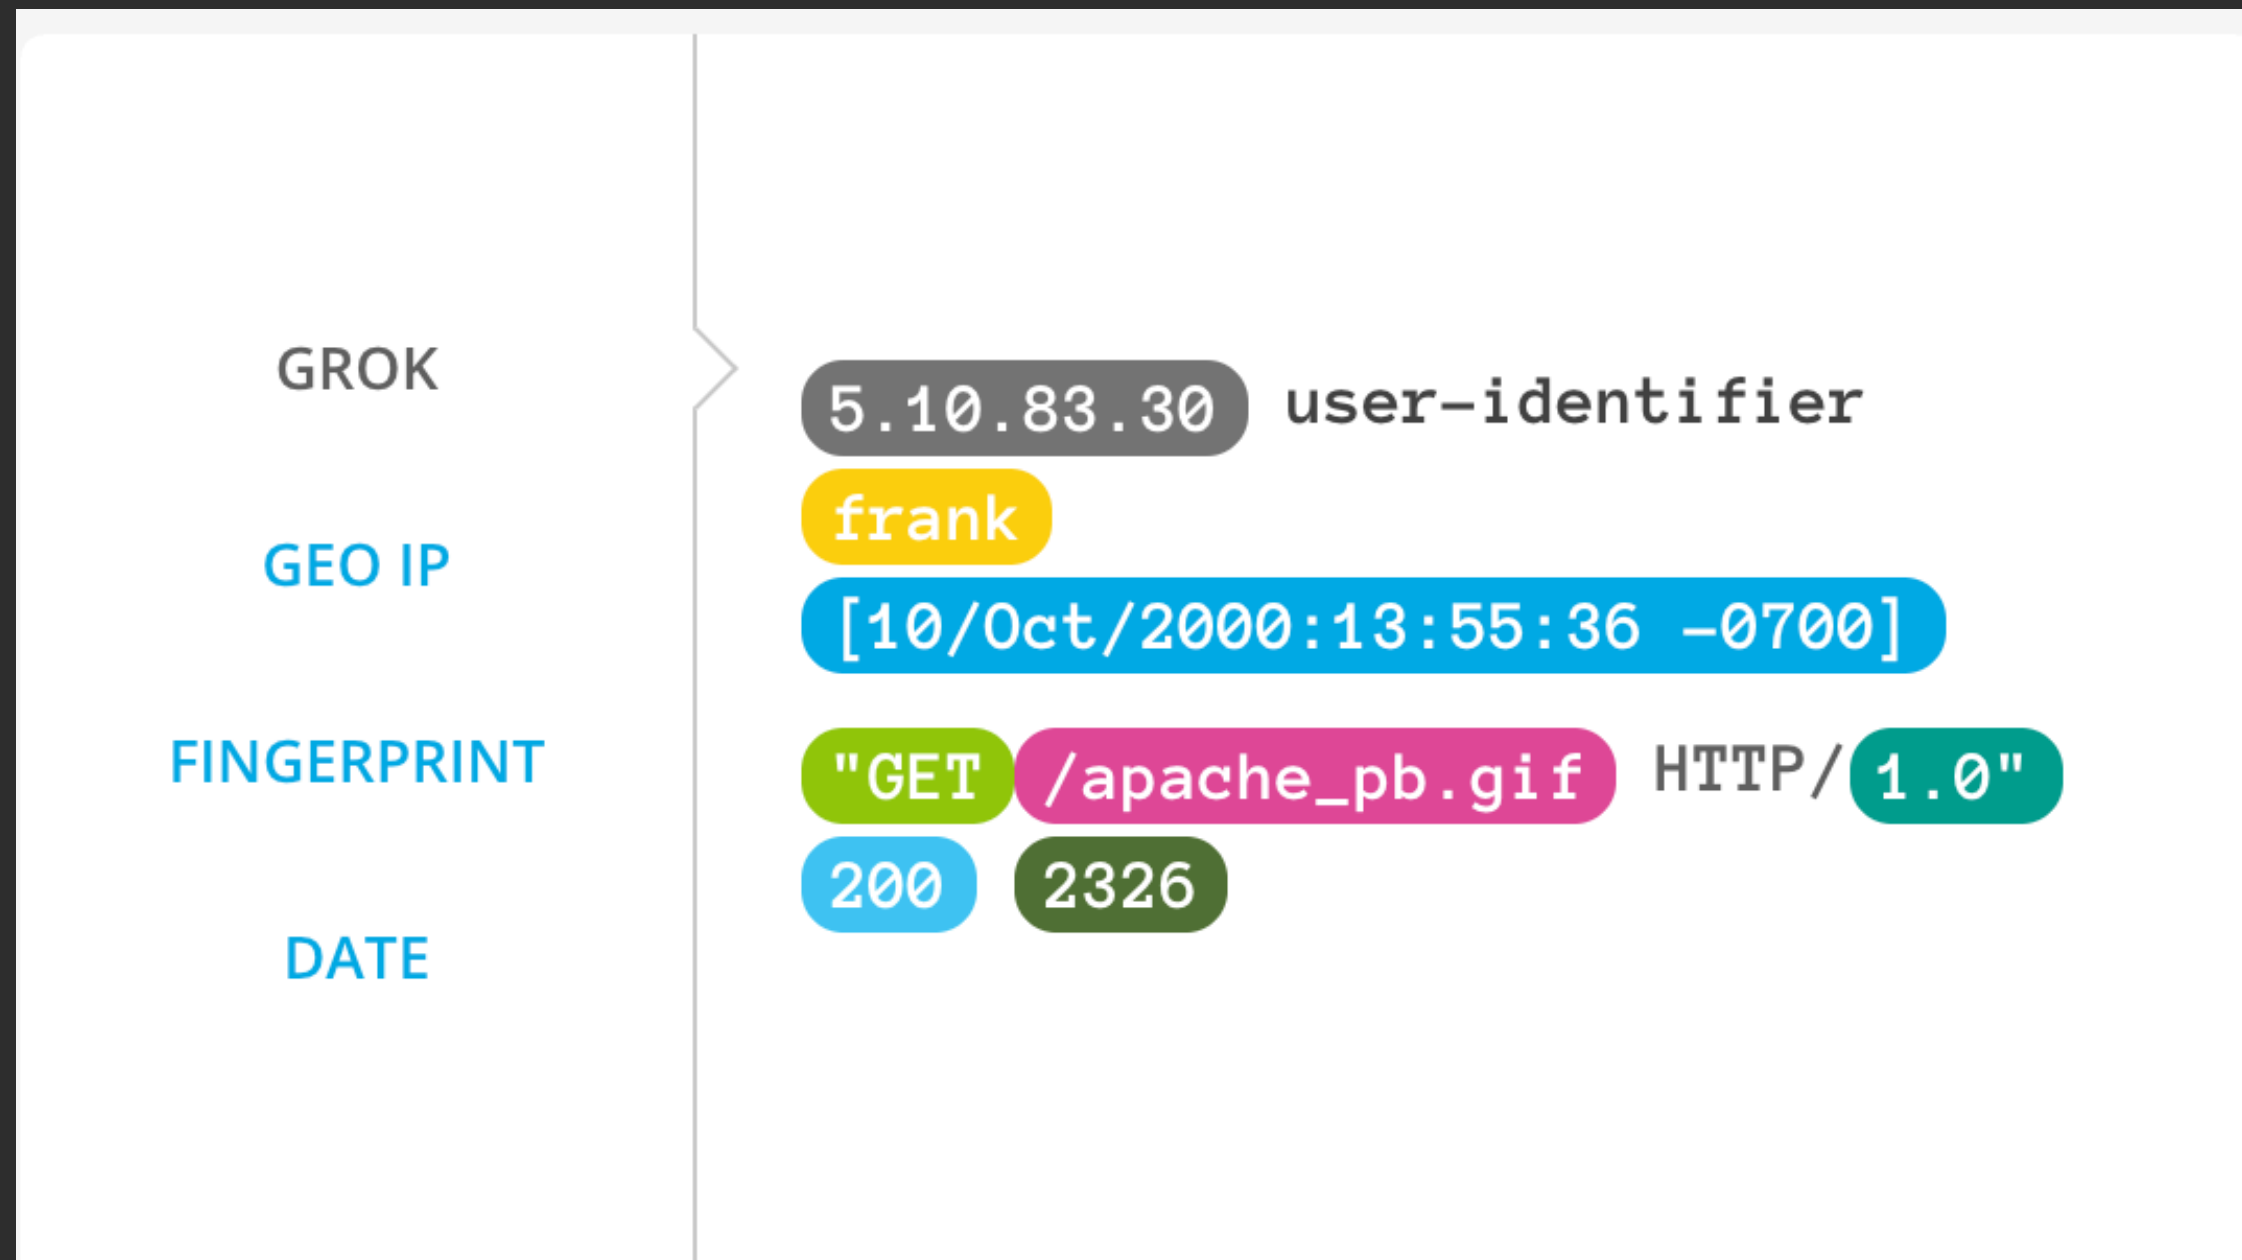 GROK
GEO IP
FINGERPRINT
DATE
5.10.83.30 user-identifier
frank
[10/Oct/2000:13:55:36 -0700]
"GET /apache_pb.gif HTTP/1.0"
200 2326